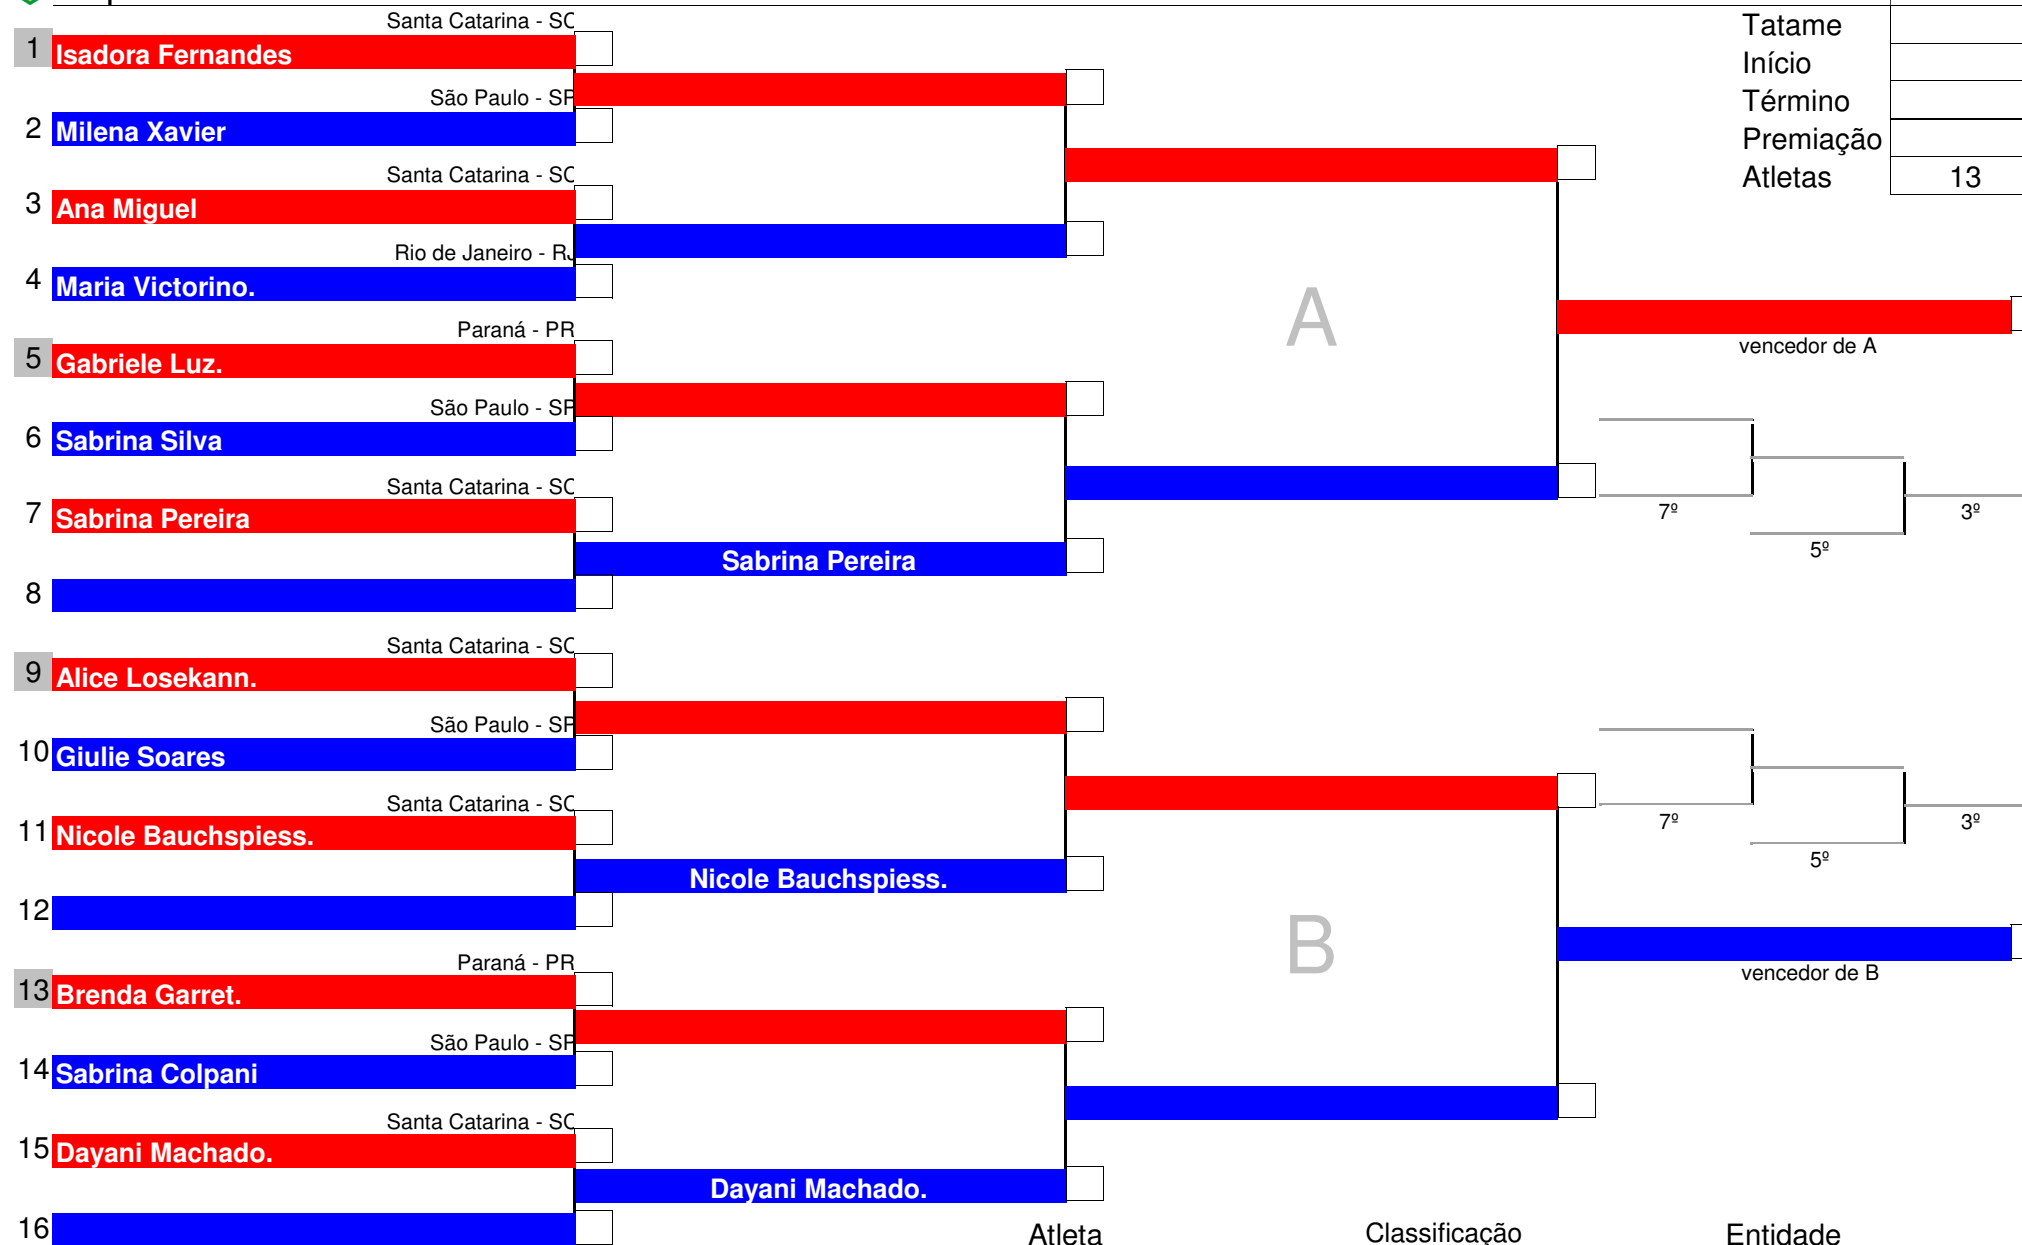 Santa Catarina - SC
Tatame
1 Isadora Fernandes
Início
São Paulo - SP
Término
2 Milena Xavier
Premiação
Santa Catarina - SC
Atletas 13
3 Ana Miguel
Rio de Janeiro - RJ
4 Maria Victorino.
Paraná - PR
A
vencedor de A
5 Gabriele Luz.
São Paulo - SP
6 Sabrina Silva
Santa Catarina - SC
7º
3º
7 Sabrina Pereira
5º
Sabrina Pereira
8
Santa Catarina - SC
9 Alice Losekann.
São Paulo - SP
10 Giulie Soares
Santa Catarina - SC
7º
3º
11 Nicole Bauchspiess.
5º
Nicole Bauchspiess.
12
B
Paraná - PR
vencedor de B
13 Brenda Garret.
São Paulo - SP
14 Sabrina Colpani
Santa Catarina - SC
15 Dayani Machado.
Dayani Machado.
16
Atleta Classificação Entidade